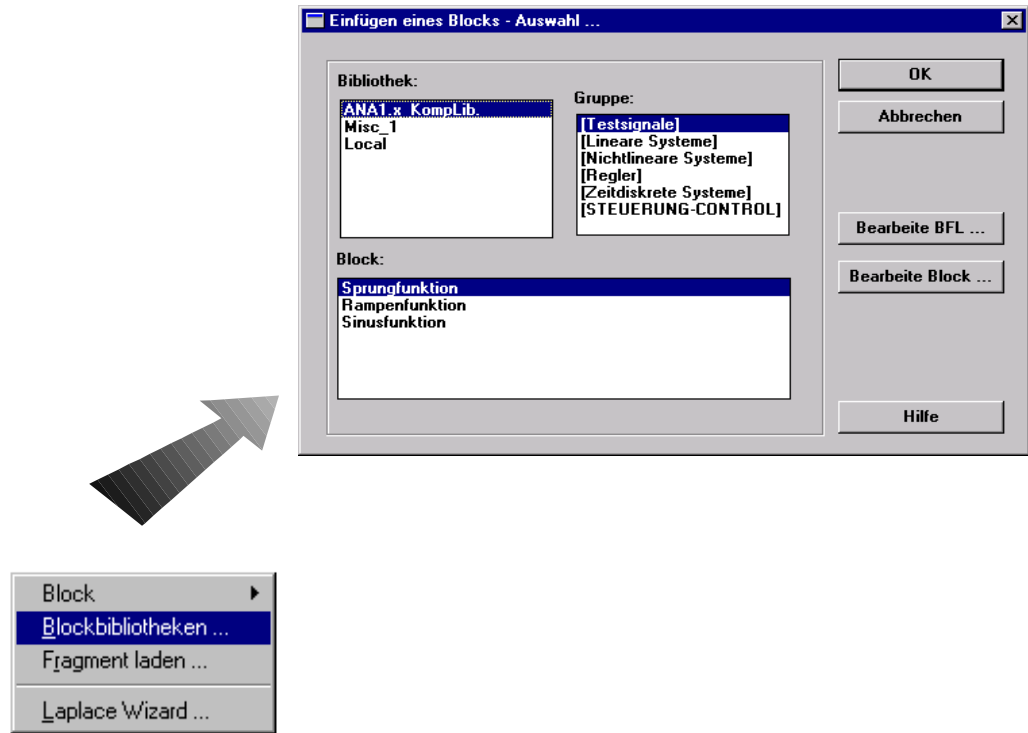 Einfügen eines Blocks - Auswahl ...
Bibliothek:
ANA1.x KompLib.
Misc_1
Local
Gruppe:
[Testsignale]
[Lineare Systeme]
[Nichtlineare Systeme]
[Regler]
[Zeitdiskrete Systeme]
[STEUERUNG-CONTROL]
Block:
Sprungfunktion
Rampenfunktion
Sinusfunktion
OK
Abbrechen
Bearbeite BFL ...
Bearbeite Block ...
Hilfe
Block
Blockbibliotheken ...
Fragment laden ...
Laplace Wizard ...